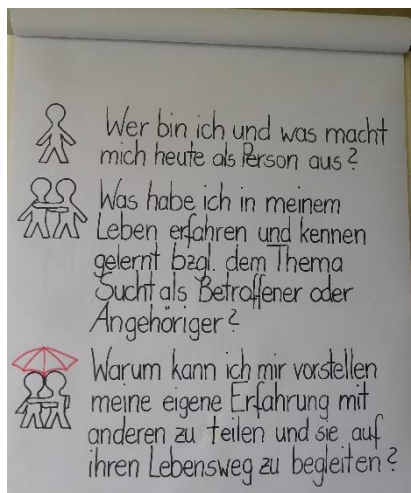 Wer bin ich und was macht
mich heute als Person aus?
Was habe ich in meinem
Leben erfahren und kennen
gelernt bzgl. dem Thema
Sucht als Betroffener oder
Angehöriger?
Warum kann ich mir vorstellen
meine eigene Erfahrung mit
anderen zu teilen und sie auf
ihren Lebensweg zu begleiten?